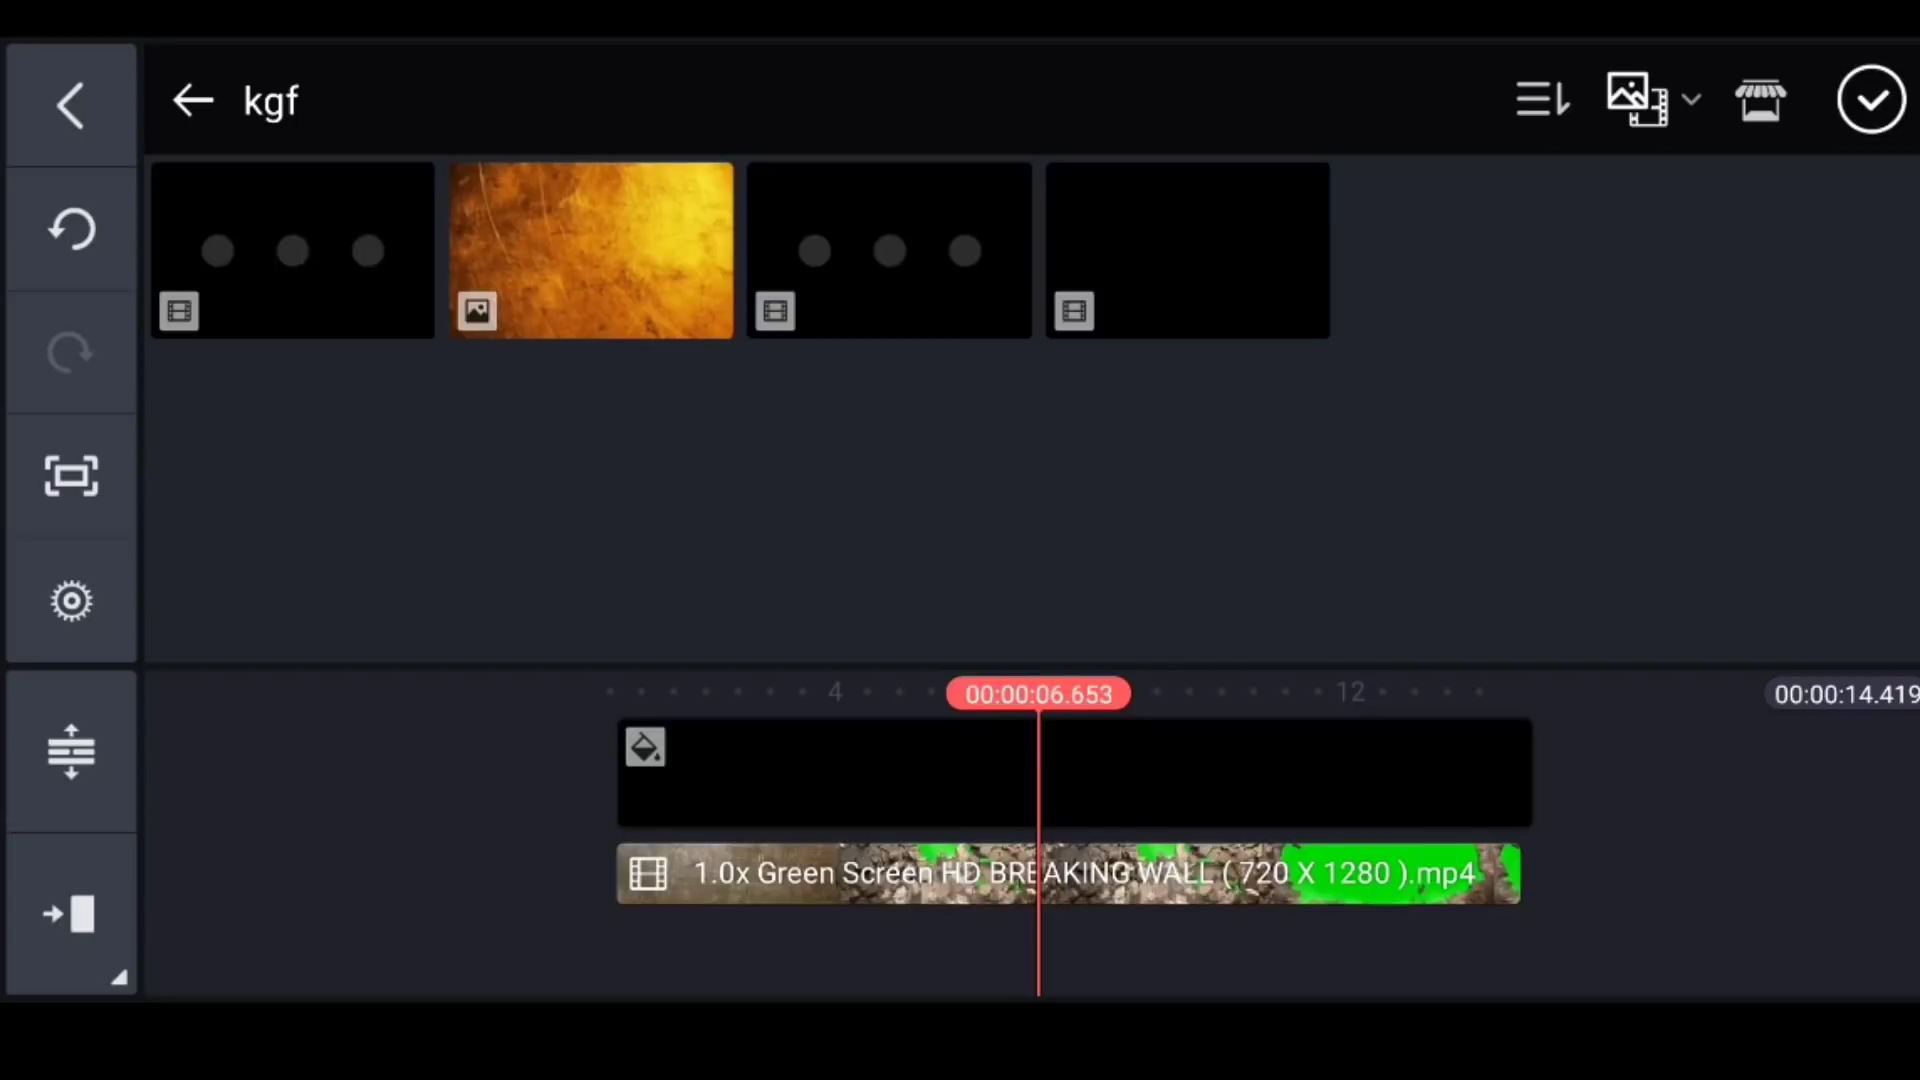 kgf
4
00:00:06.653
12
00:00:14.419
1.0x Green Screen HD BREAKING WALL ( 720 X 1280 ).mp4